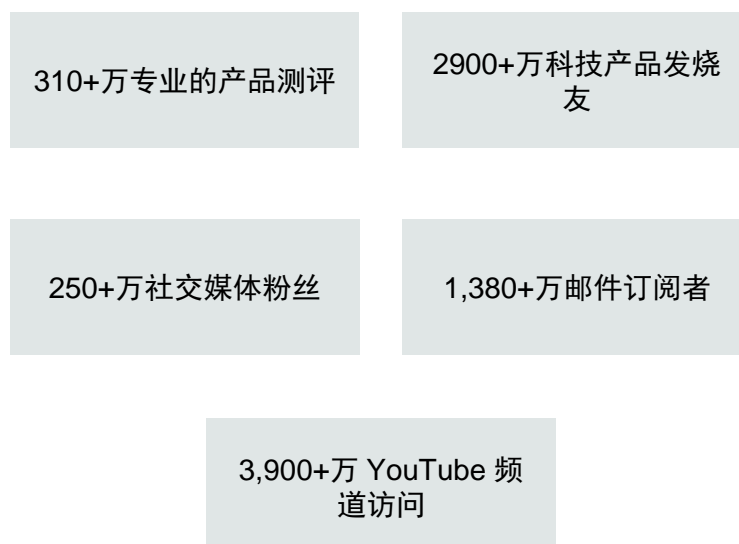 310+万专业的产品测评
2900+万科技产品发烧
友
250+万社交媒体粉丝
1,380+万邮件订阅者
3,900+万 YouTube 频
道访问